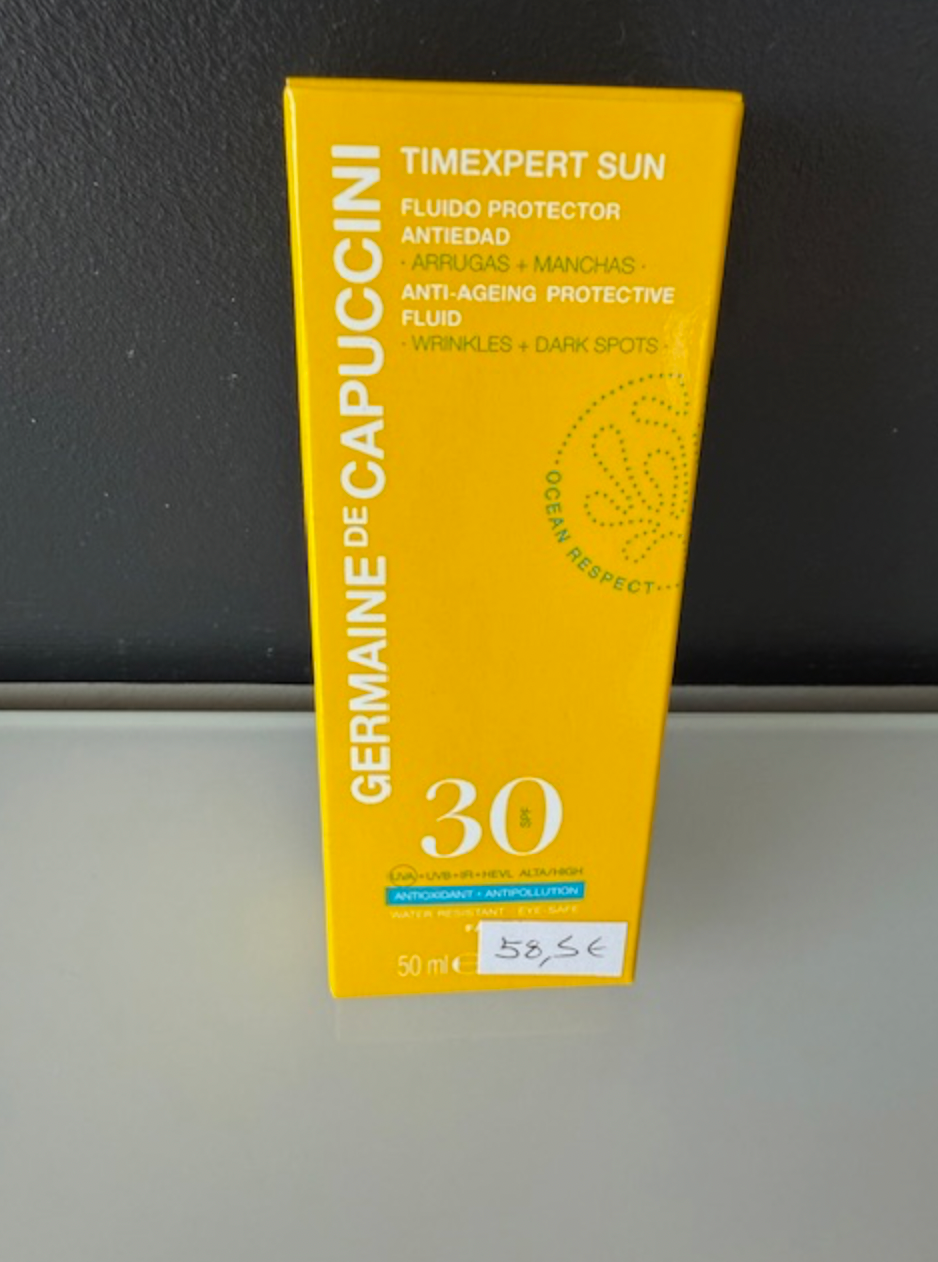 GERMAINE DE CAPUCCINI
TIMEXPERT SUN
FLUIDO PROTECTOR
ANTIEDAD
· ARRUGAS + MANCHAS ·
ANTI-AGEING PROTECTIVE
FLUID
· WRINKLES + DARK SPOTS ·
OCEAN RESPECT
30
SPF
UVA+UVB+IR+HEVL ALTA/HIGH
ANTIOXIDANT · ANTIPOLLUTION
WATER RESISTANT · EYE-SAFE
50 ml e
58,5€